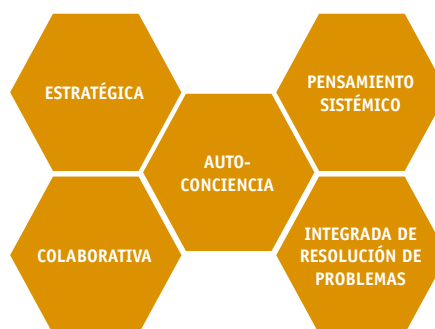 ESTRATÉGICA
PENSAMIENTO
SISTÉMICO
AUTO-
CONCIENCIA
COLABORATIVA
INTEGRADA DE
RESOLUCIÓN DE
PROBLEMAS